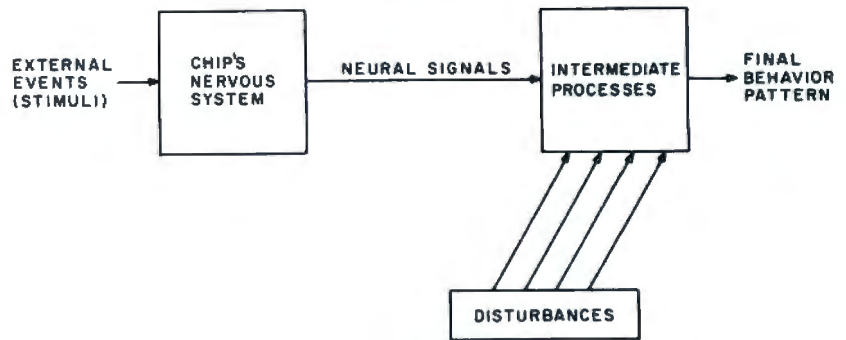 EXTERNAL
EVENTS
(STIMULI)
CHIP'S
NERVOUS
SYSTEM
NEURAL SIGNALS
INTERMEDIATE
PROCESSES
FINAL
BEHAVIOR
PATTERN
DISTURBANCES